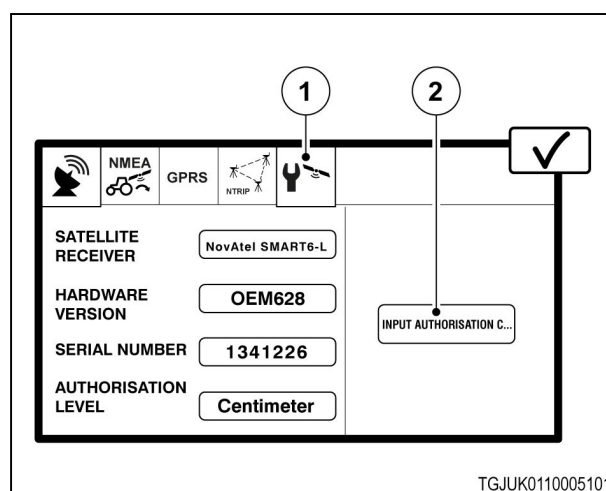 1
2
NMEA
GPRS
NTRIP
SATELLITE
RECEIVER
NovAtel SMART6-L
HARDWARE
VERSION
OEM628
INPUT AUTHORISATION C...
SERIAL NUMBER
1341226
AUTHORISATION
LEVEL
Centimeter
TGJUK0110005101